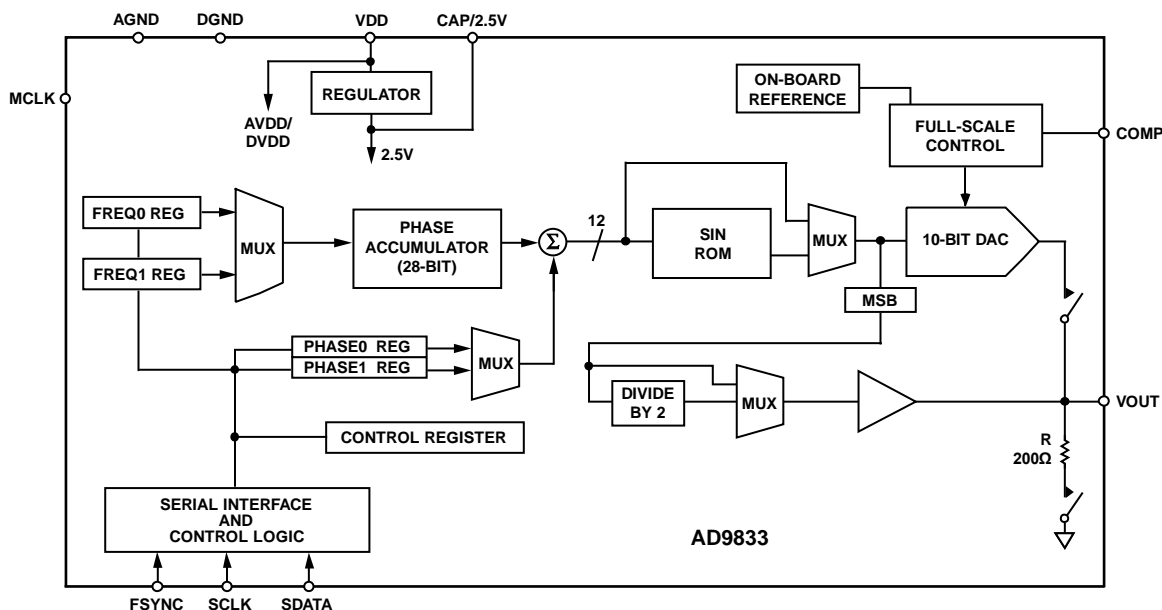 AGND
DGND
VDD
CAP/2.5V
MCLK
REGULATOR
AVDD/
DVDD
2.5V
ON-BOARD
REFERENCE
FULL-SCALE
CONTROL
COMP
FREQ0 REG
FREQ1 REG
MUX
PHASE
ACCUMULATOR
(28-BIT)
Σ
12
SIN
ROM
MUX
10-BIT DAC
MSB
PHASE0 REG
PHASE1 REG
MUX
DIVIDE
BY 2
MUX
VOUT
R
200Ω
CONTROL REGISTER
SERIAL INTERFACE
AND
CONTROL LOGIC
AD9833
FSYNC
SCLK
SDATA